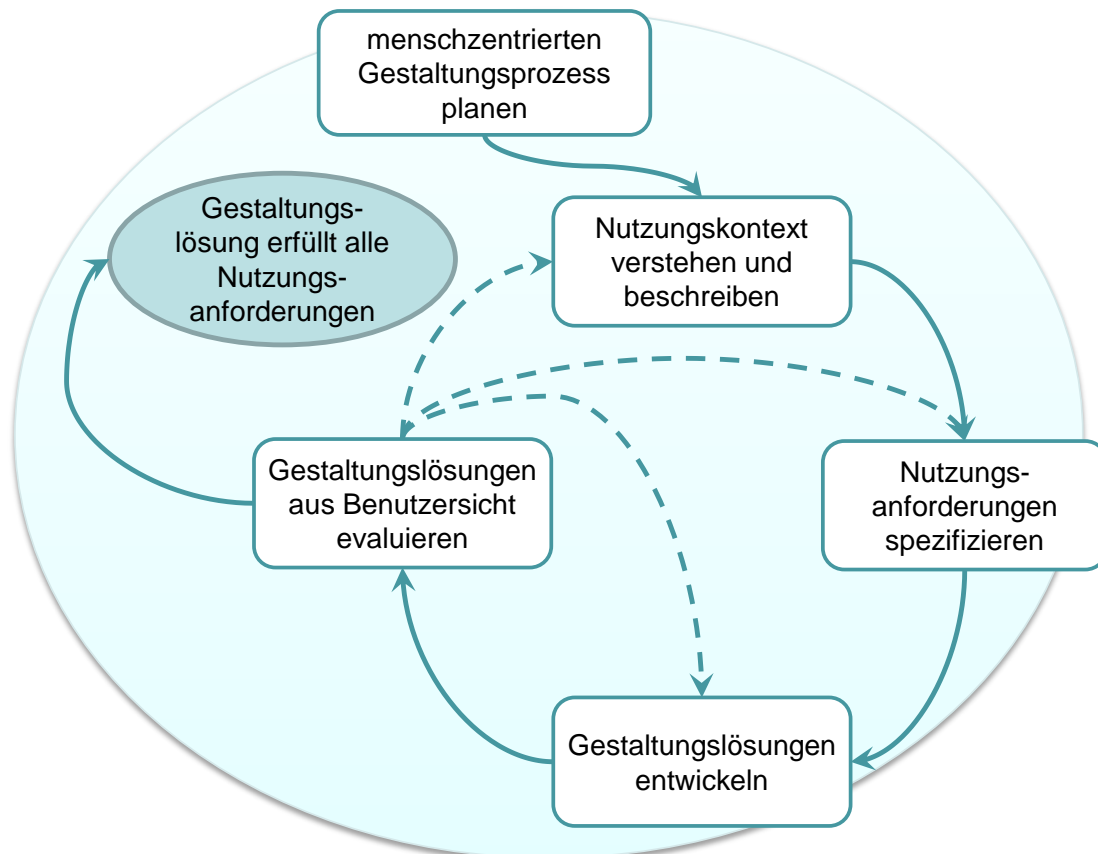 menschzentrierten
Gestaltungsprozess
planen
Gestaltungs-
lösung erfüllt alle
Nutzungs-
anforderungen
Nutzungskontext
verstehen und
beschreiben
Gestaltungslösungen
aus Benutzersicht
evaluieren
Nutzungs-
anforderungen
spezifizieren
Gestaltungslösungen
entwickeln